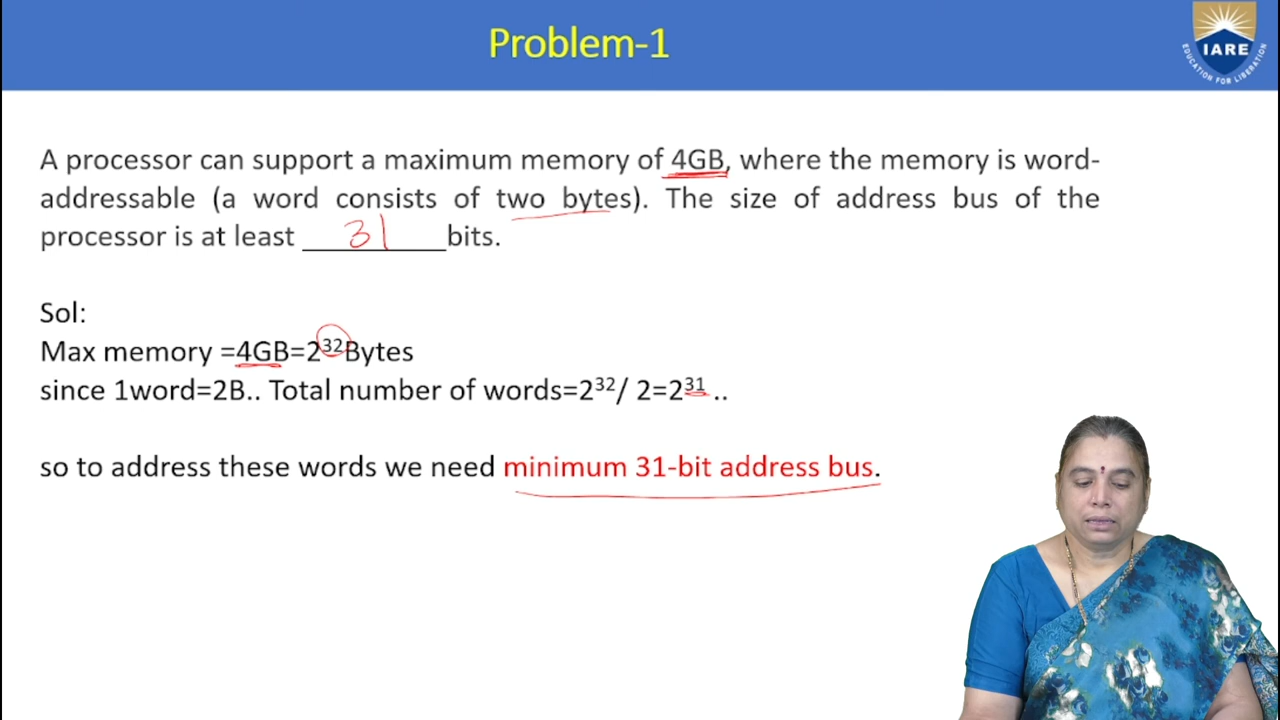 Problem-1
IARE
EDUCATION FOR LIBERATION
A processor can support a maximum memory of 4GB, where the memory is word-
addressable (a word consists of two bytes). The size of address bus of the
processor is at least 31 bits.
Sol:
Max memory =4GB=2³²Bytes
since 1word=2B.. Total number of words=2³²/ 2=2³¹ ..
so to address these words we need minimum 31-bit address bus.